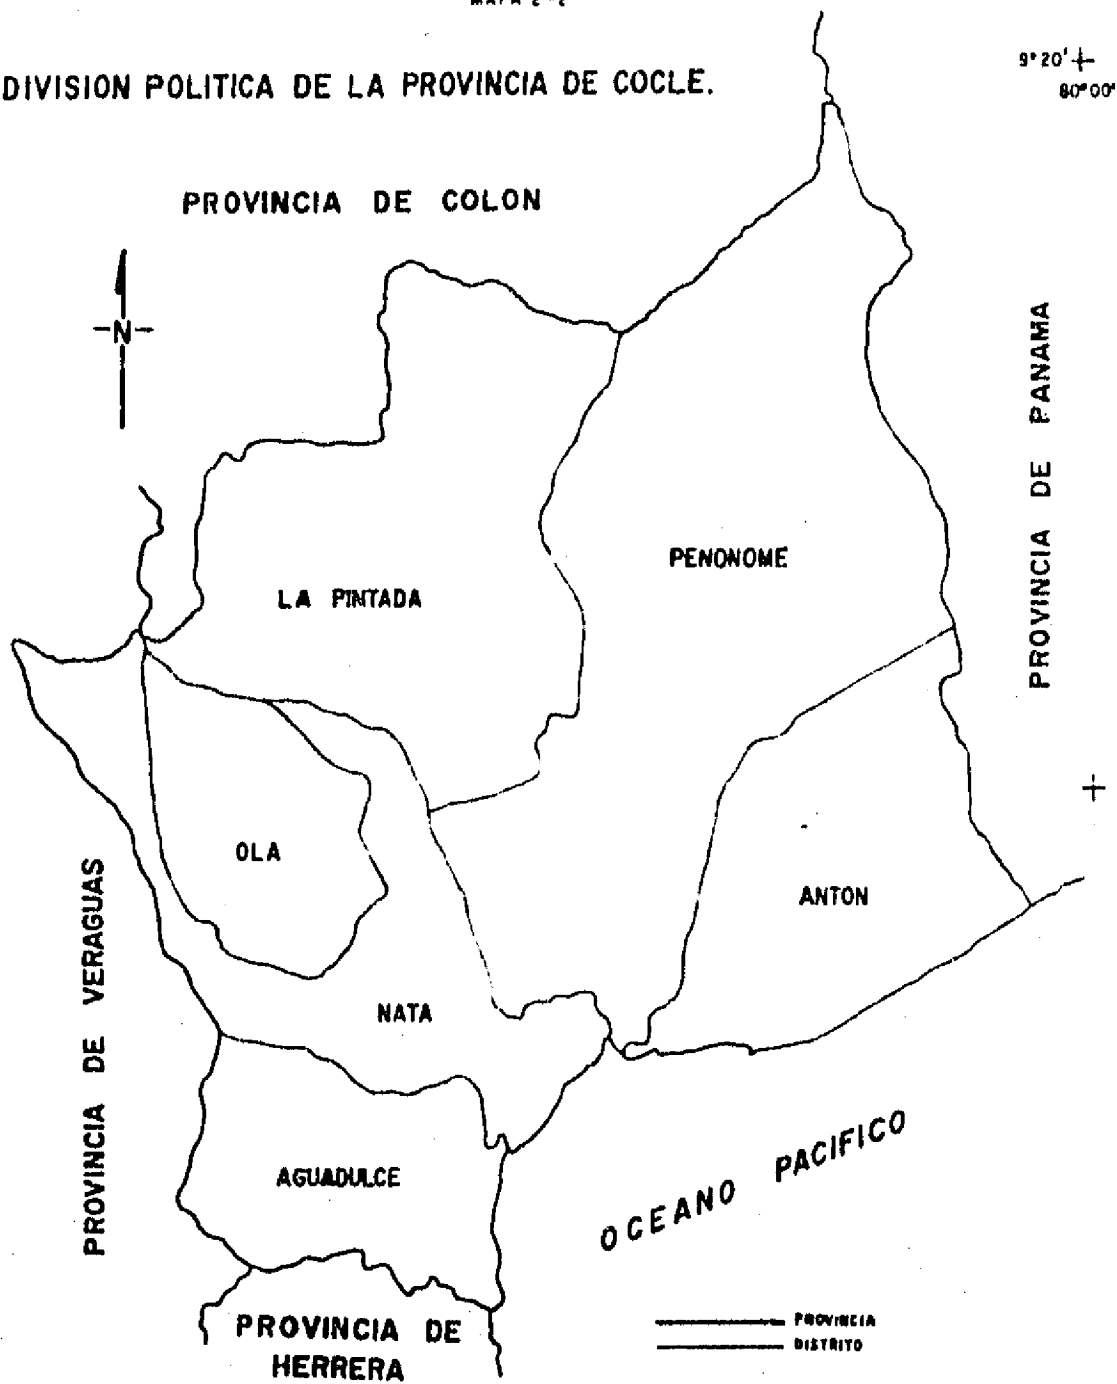 DIVISION POLITICA DE LA PROVINCIA DE COCLE.
9°20'
80°00'
PROVINCIA DE COLON
N
PROVINCIA DE PANAMA
PENONOME
LA PINTADA
OLA
ANTON
PROVINCIA DE VERAGUAS
NATA
AGUADULCE
OCEANO PACIFICO
PROVINCIA DE
HERRERA
PROVINCIA
DISTRITO